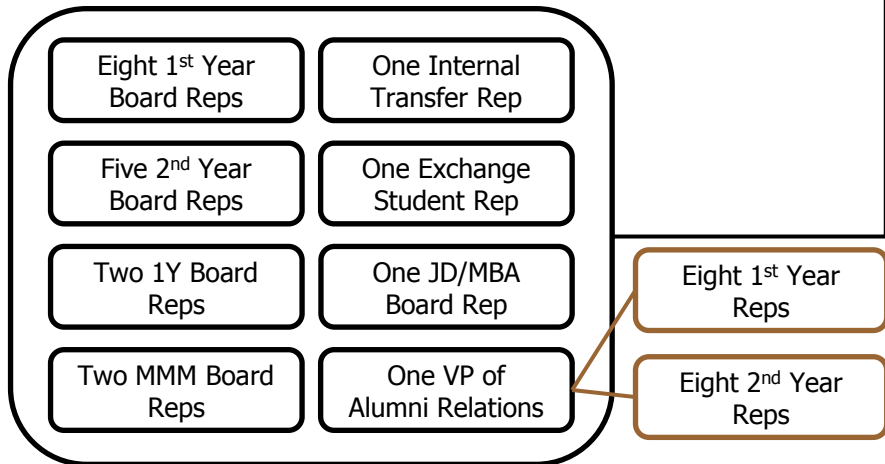 Eight 1st Year
Board Reps
One Internal
Transfer Rep
Five 2nd Year
Board Reps
One Exchange
Student Rep
Two 1Y Board
Reps
One JD/MBA
Board Rep
Eight 1st Year
Reps
Two MMM Board
Reps
One VP of
Alumni Relations
Eight 2nd Year
Reps